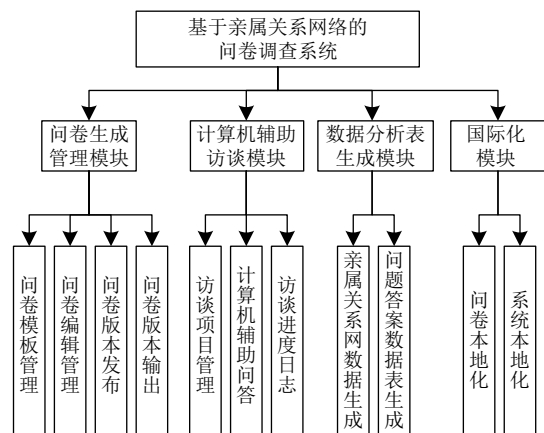 基于亲属关系网络的
问卷调查系统
问卷生成
管理模块
计算机辅助
访谈模块
数据分析表
生成模块
国际化
模块
问卷模板管理
问卷编辑管理
问卷版本发布
问卷版本输出
访谈项目管理
计算机辅助问答
访谈进度日志
亲属关系网数据生成
问题答案数据表生成
问卷本地化
系统本地化